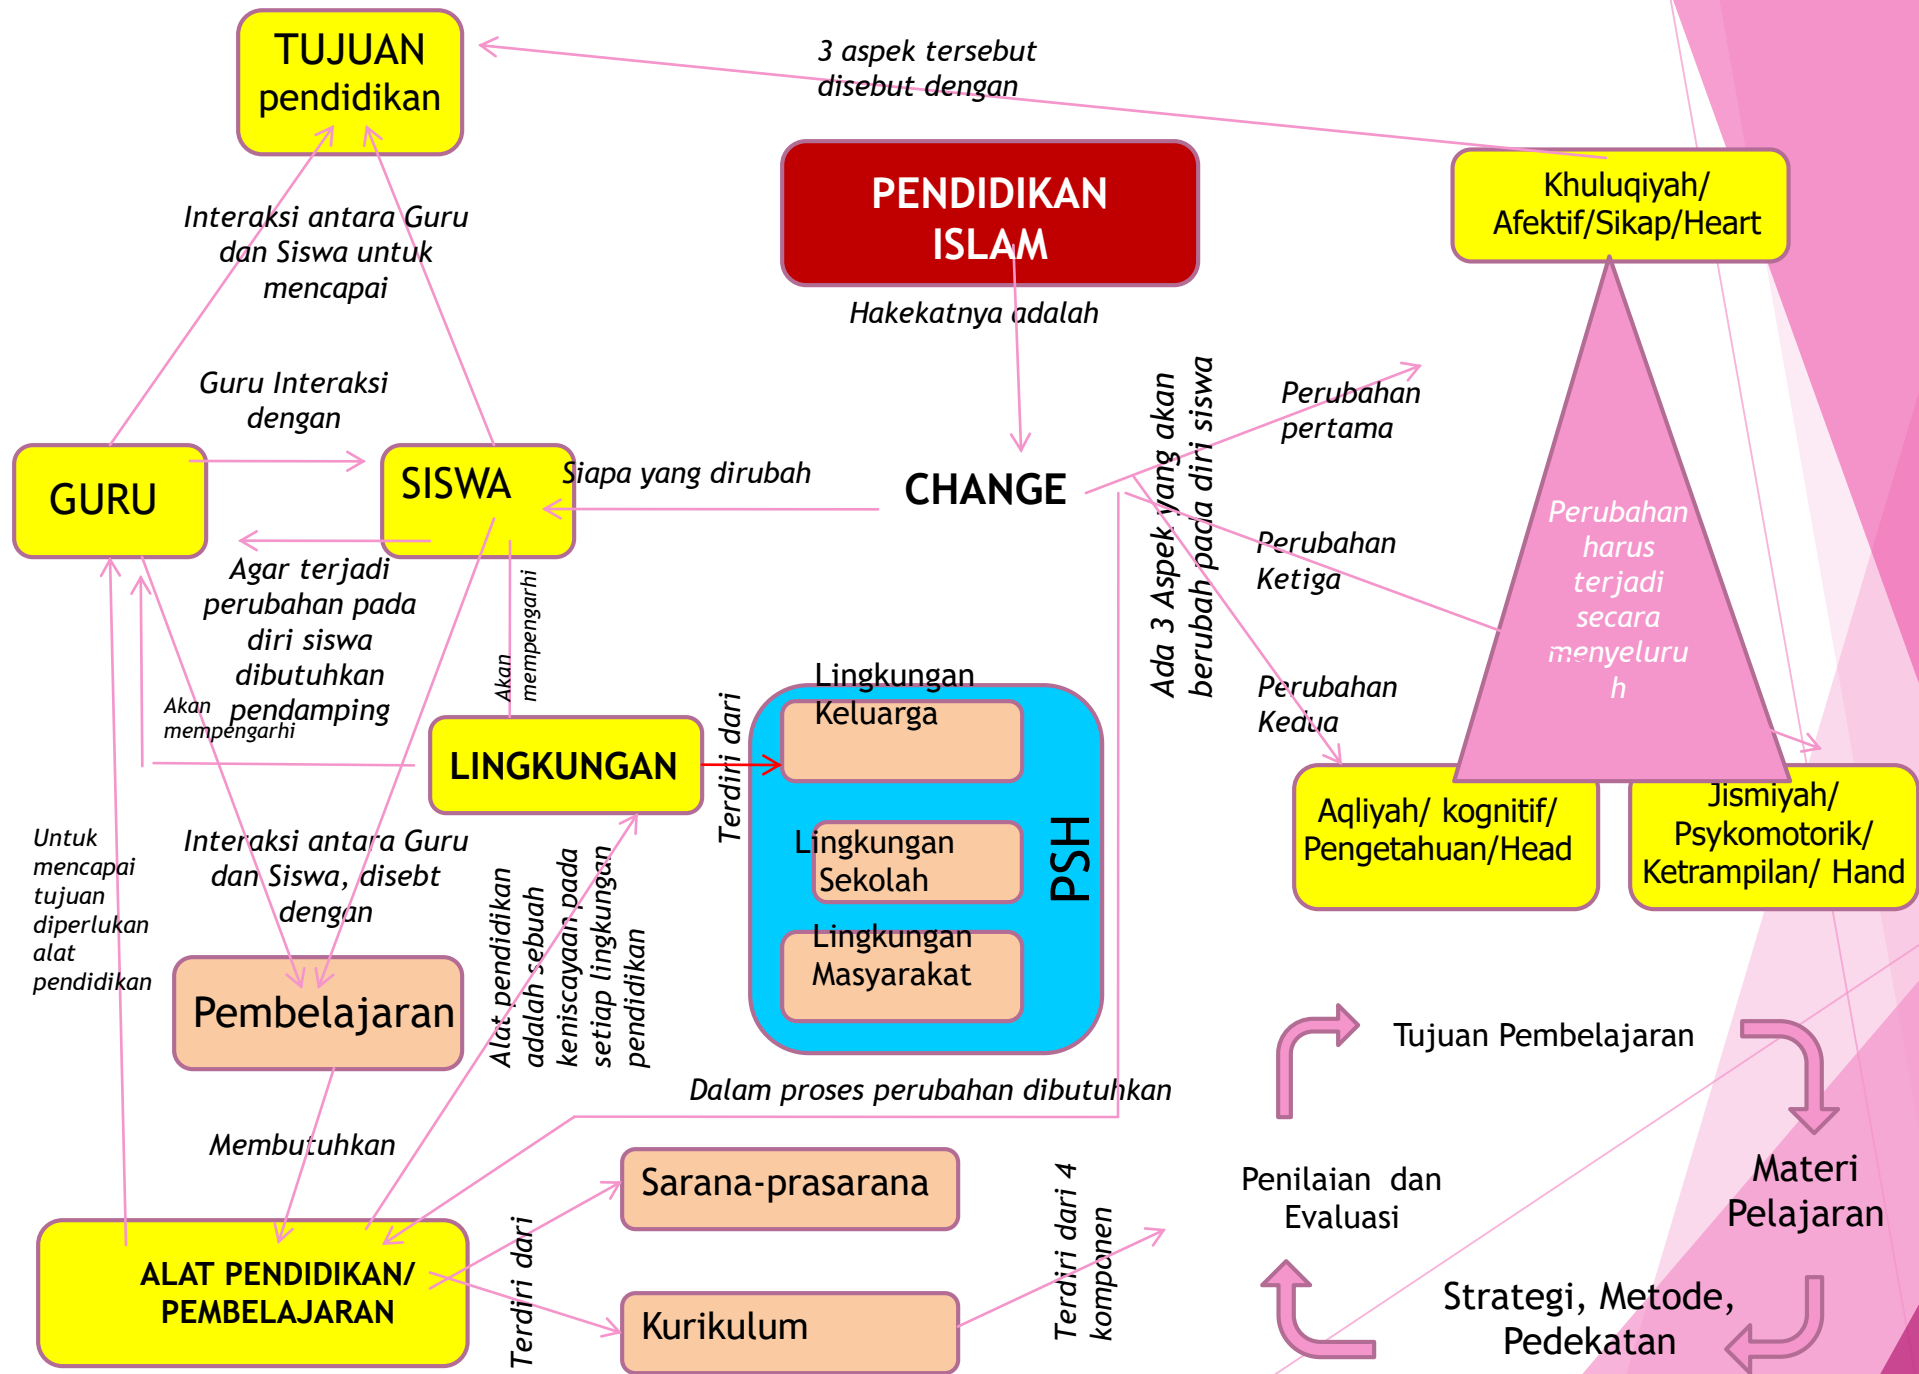 TUJUAN
pendidikan
3 aspek tersebut
disebut dengan
PENDIDIKAN
ISLAM
Khuluqiyah/
Afektif/Sikap/Heart
Interaksi antara Guru
dan Siswa untuk
mencapai
Hakekatnya adalah
Guru Interaksi
dengan
GURU
SISWA
Siapa yang dirubah
CHANGE
Ada 3 Aspek yang akan
berubah pada diri siswa
Perubahan
pertama
Perubahan
Ketiga
Perubahan
Kedua
Perubahan
harus
terjadi
secara
menyeluru
h
Agar terjadi
perubahan pada
diri siswa
dibutuhkan
pendamping
Akan
mempengarhi
Akan
mempengarhi
LINGKUNGAN
Terdiri dari
Lingkungan
Keluarga
Lingkungan
Sekolah
Lingkungan
Masyarakat
PSH
Aqliyah/ kognitif/
Pengetahuan/Head
Jismiyah/
Psykomotorik/
Ketrampilan/ Hand
Untuk
mencapai
tujuan
diperlukan
alat
pendidikan
Interaksi antara Guru
dan Siswa, disebt
dengan
Alat pendidikan
adalah sebuah
keniscayaan pada
setiap lingkungan
pendidikan
Pembelajaran
Dalam proses perubahan dibutuhkan
Membutuhkan
ALAT PENDIDIKAN/
PEMBELAJARAN
Terdiri dari
Sarana-prasarana
Kurikulum
Terdiri dari 4
komponen
Tujuan Pembelajaran
Materi
Pelajaran
Strategi, Metode,
Pedekatan
Penilaian dan
Evaluasi